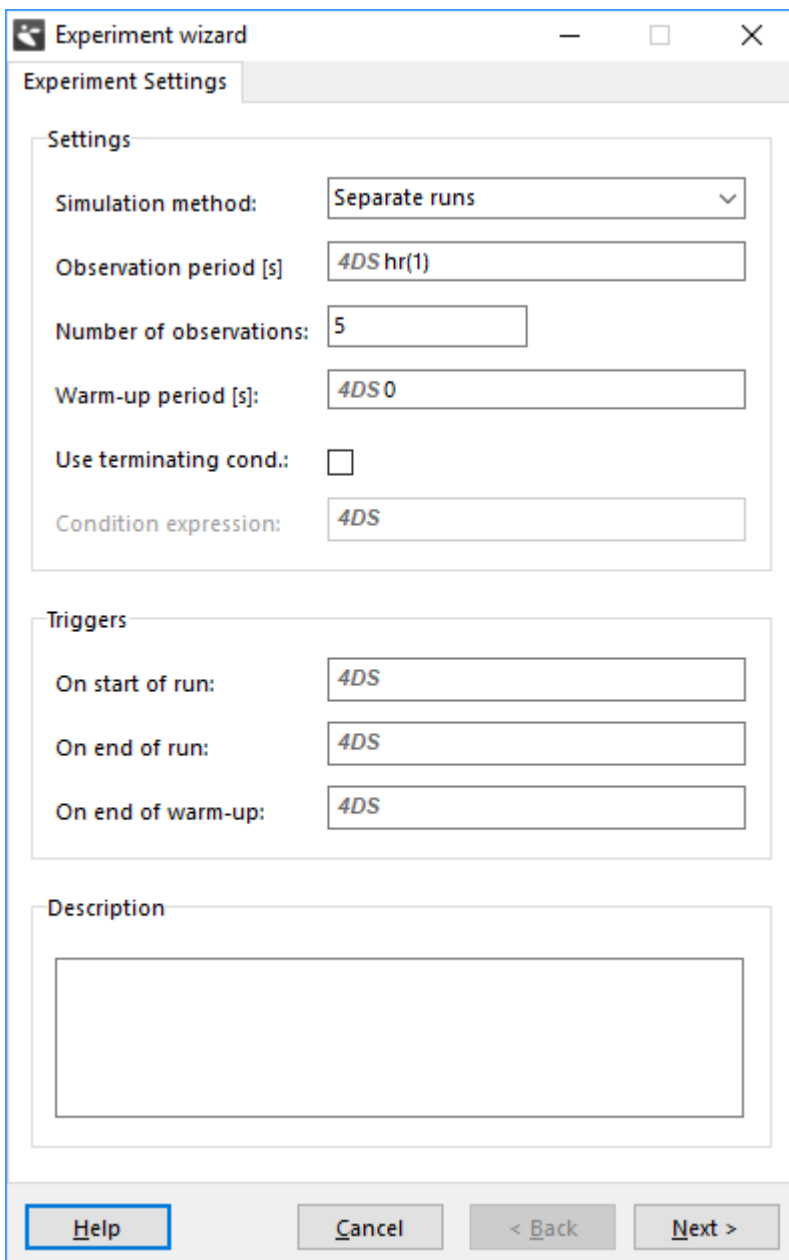 Experiment wizard
Experiment Settings
Settings
Simulation method: Separate runs
Observation period [s] 4DS hr(1)
Number of observations: 5
Warm-up period [s]: 4DS 0
Use terminating cond.:
Condition expression: 4DS
Triggers
On start of run: 4DS
On end of run: 4DS
On end of warm-up: 4DS
Description
Help Cancel < Back Next >